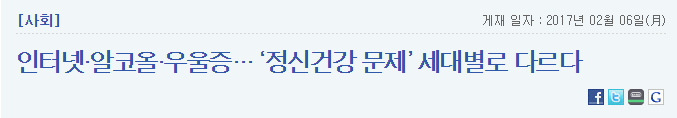 [사회] 게재 일자 : 2017년 02월 06일(月)
인터넷·알코올·우울증… ‘정신건강 문제’ 세대별로 다르다